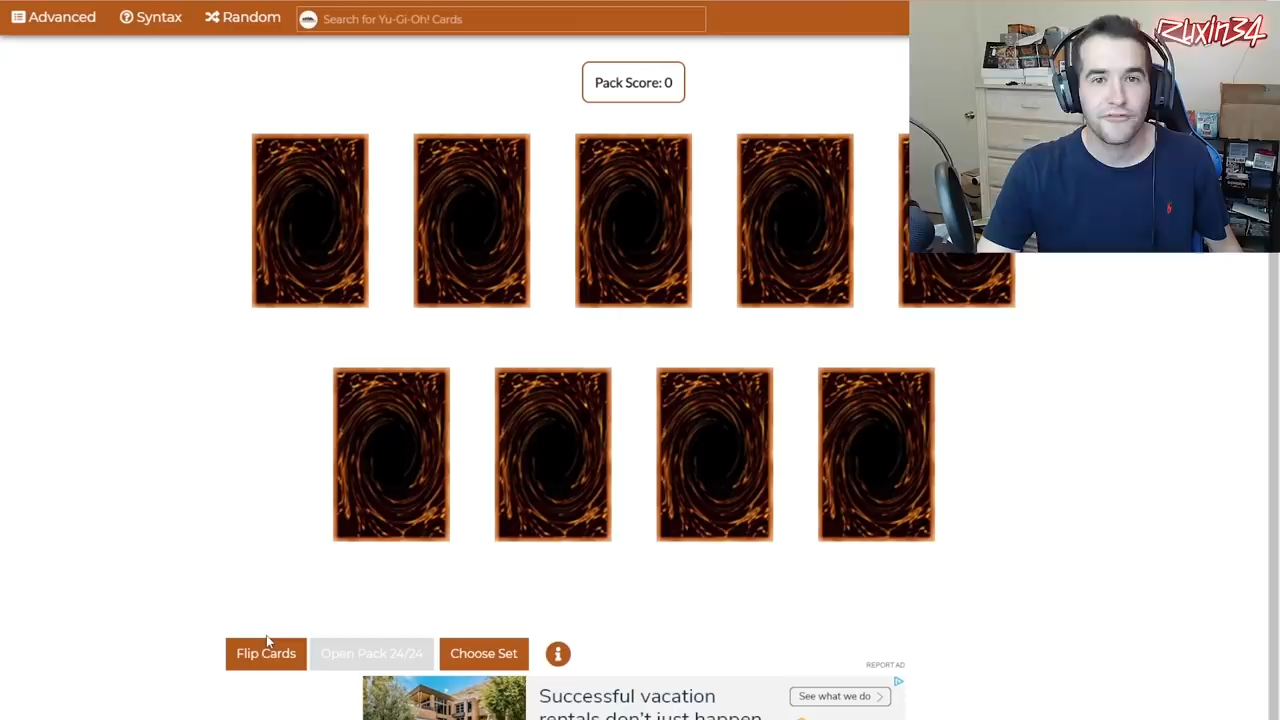 Advanced
Syntax
Random
Search for Yu-Gi-Oh! Cards
Ruxin34
Pack Score: 0
Flip Cards
Open Pack 24/24
Choose Set
REPORT AD
Successful vacation
rentals don't just happen
See what we do